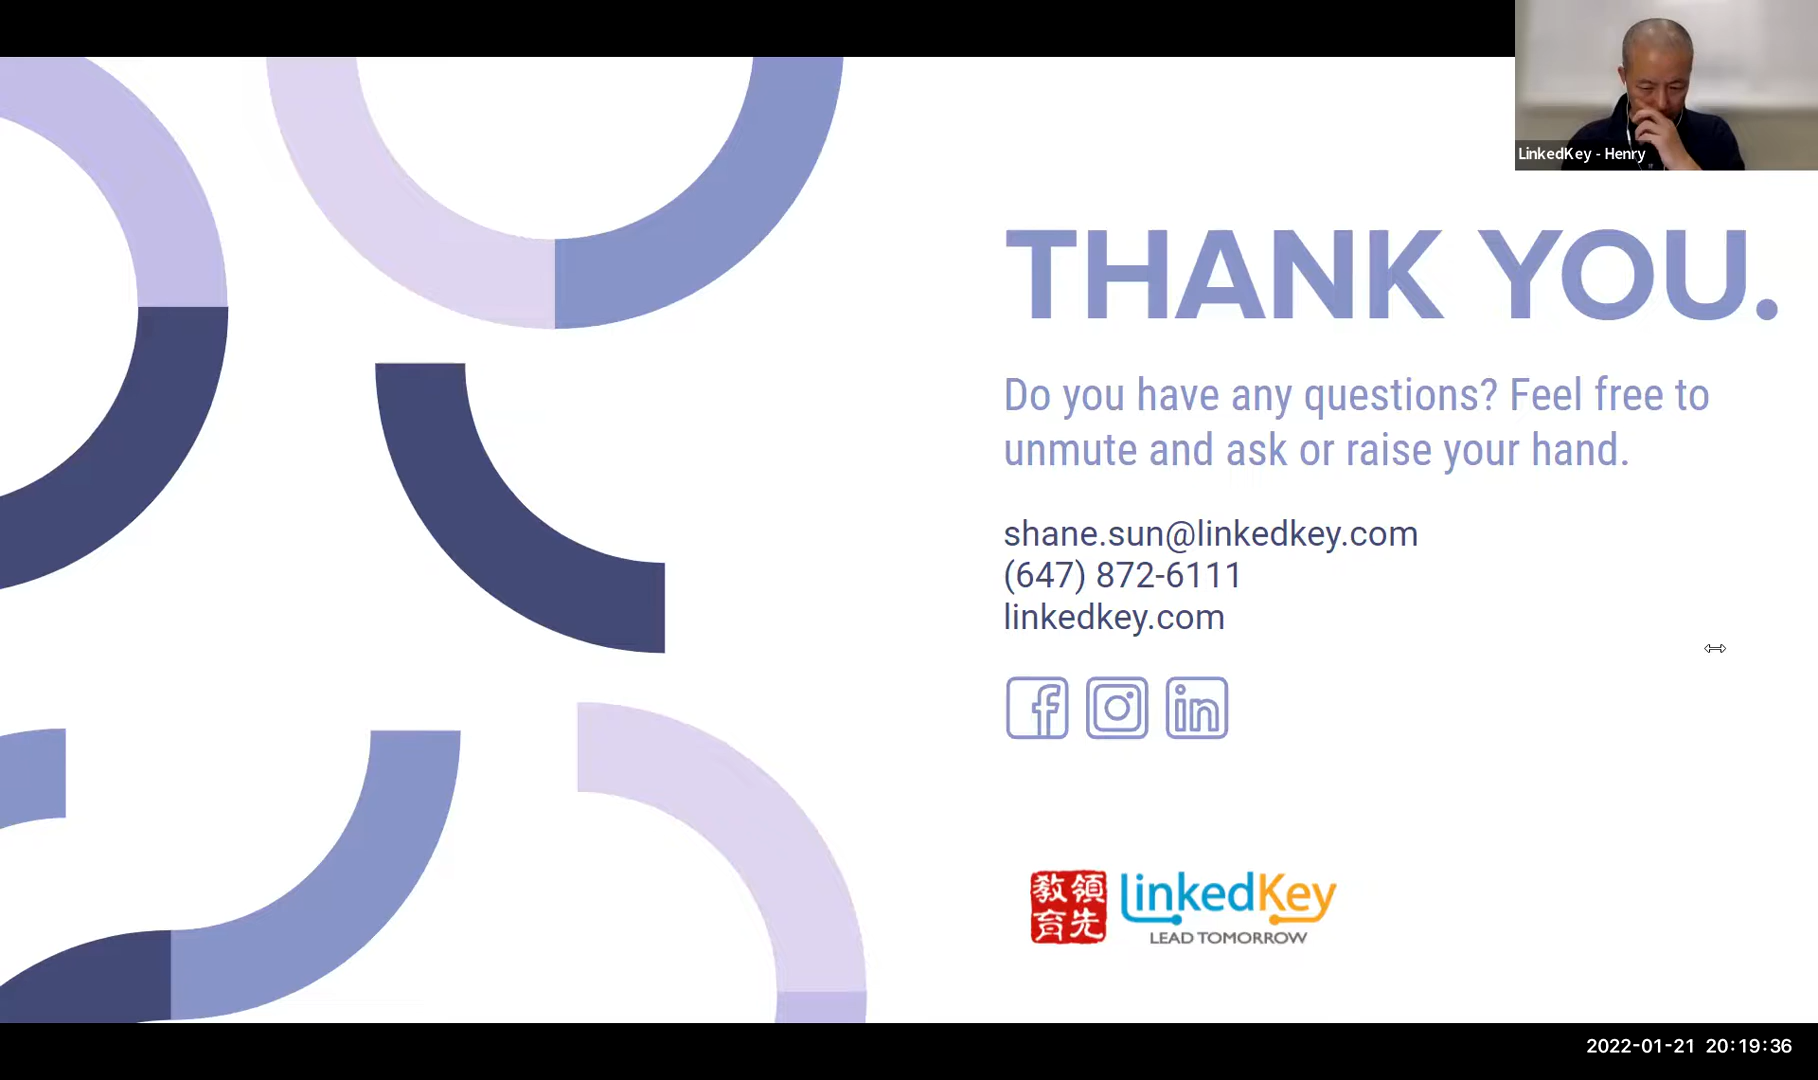 LinkedKey - Henry
THANK YOU.
Do you have any questions? Feel free to
unmute and ask or raise your hand.
shane.sun@linkedkey.com
(647) 872-6111
linkedkey.com
領先
教育
LinkedKey
LEAD TOMORROW
2022-01-21 20:19:36